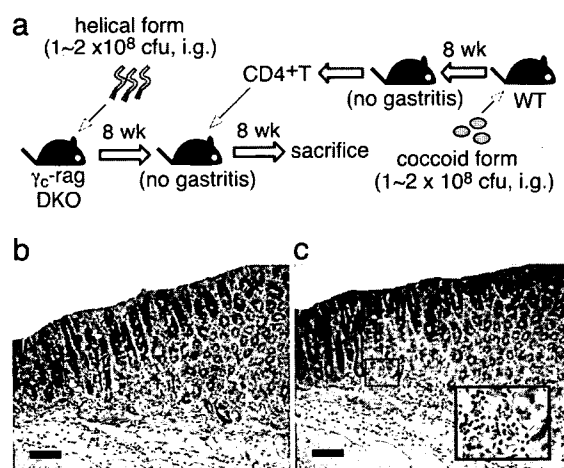 a
helical form
(1~2 x10⁸ cfu, i.g.)
8 wk
CD4⁺T
(no gastritis)
WT
8 wk
8 wk
sacrifice
γc-rag
DKO
(no gastritis)
coccoid form
(1~2 x 10⁸ cfu, i.g.)
b
c